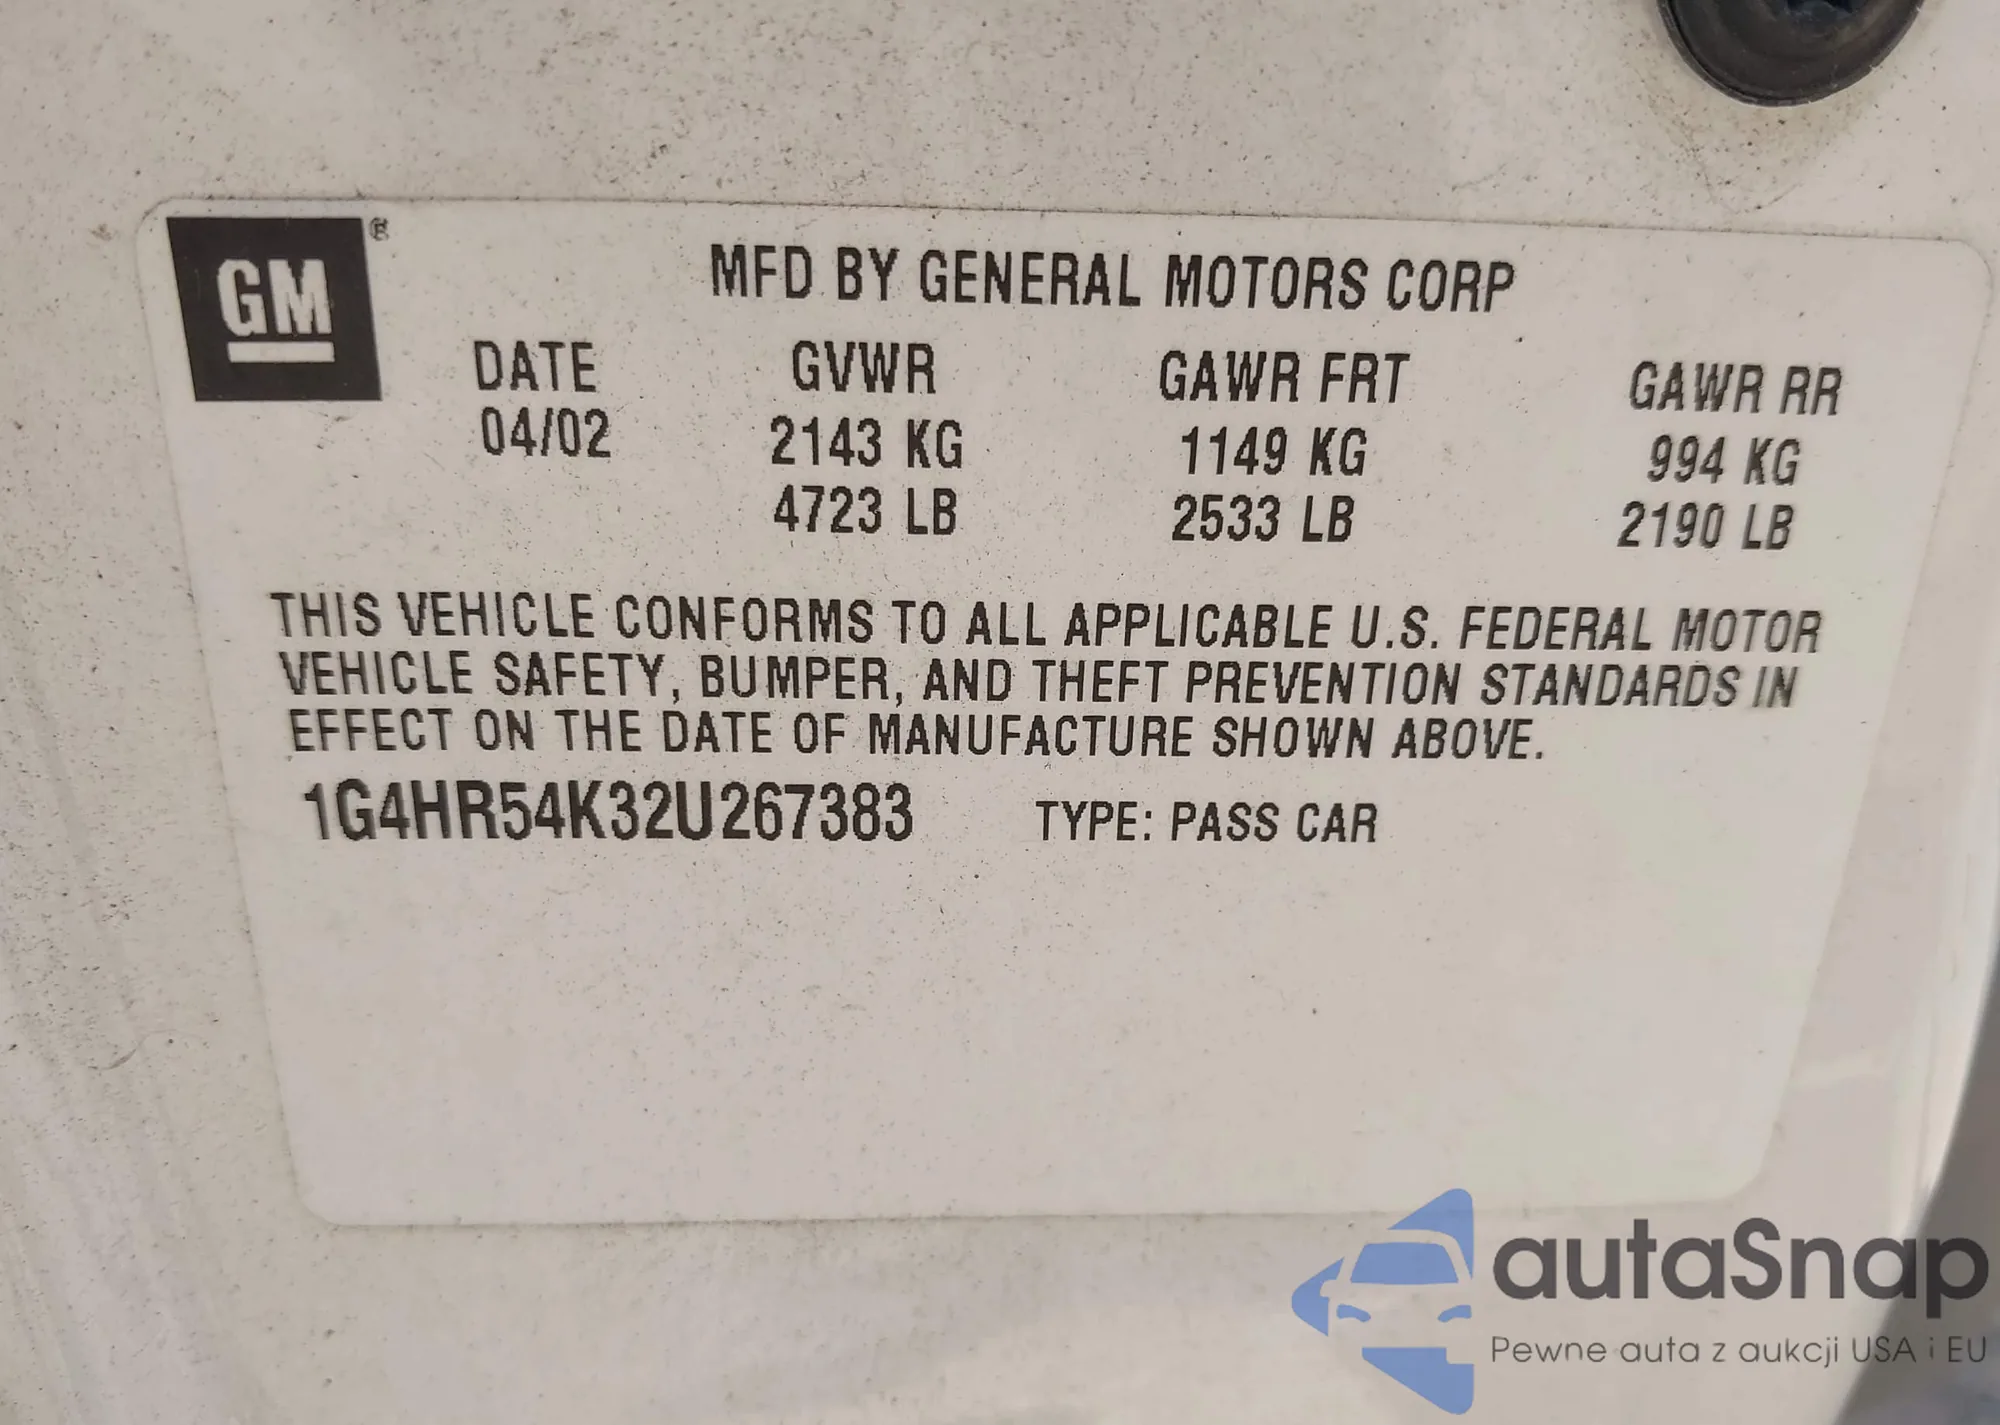 GM ®
MFD BY GENERAL MOTORS CORP
DATE GVWR GAWR FRT GAWR RR
04/02 2143 KG 1149 KG 994 KG
4723 LB 2533 LB 2190 LB
THIS VEHICLE CONFORMS TO ALL APPLICABLE U.S. FEDERAL MOTOR
VEHICLE SAFETY, BUMPER, AND THEFT PREVENTION STANDARDS IN
EFFECT ON THE DATE OF MANUFACTURE SHOWN ABOVE.
1G4HR54K32U267383 TYPE: PASS CAR
autaSnap
Pewne auta z aukcji USA i EU